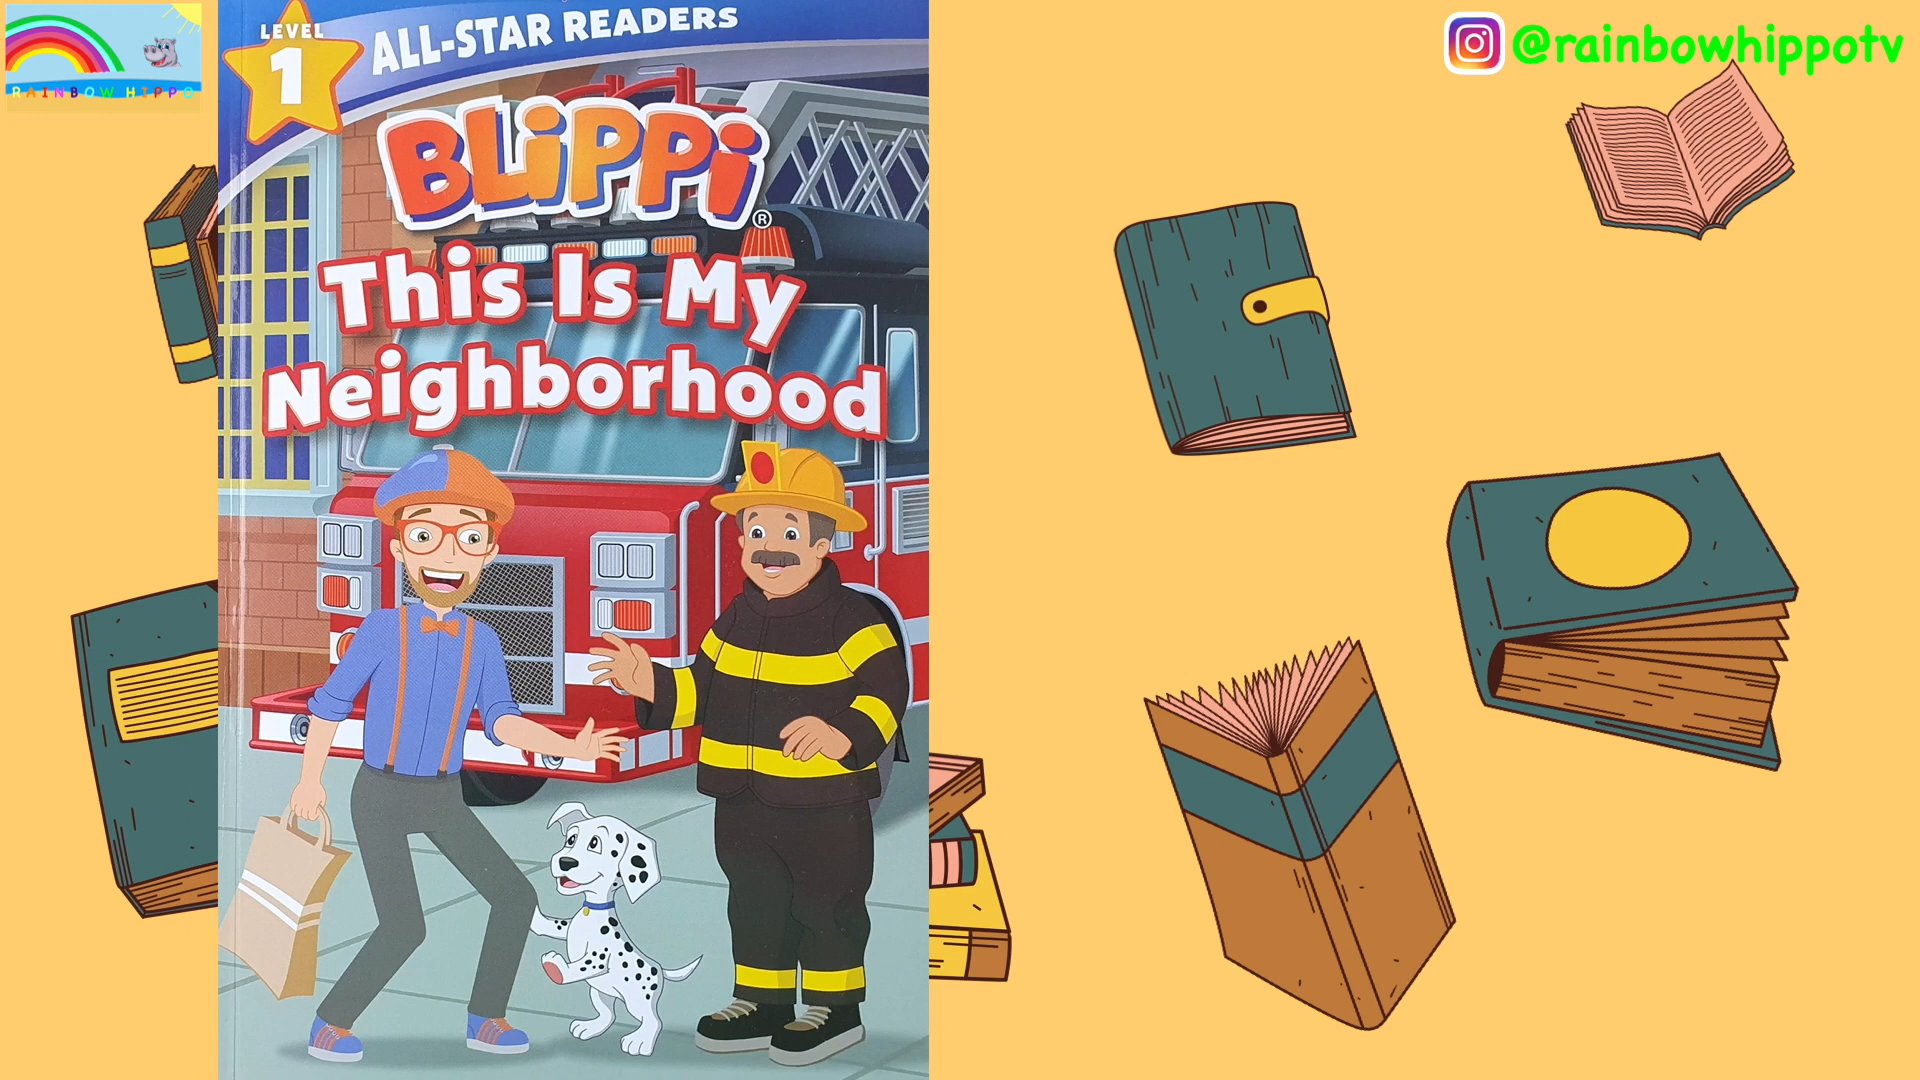 RAINBOW HIPPO
LEVEL
1
ALL-STAR READERS
BLiPPi®
This Is My
Neighborhood
@rainbowhippotv